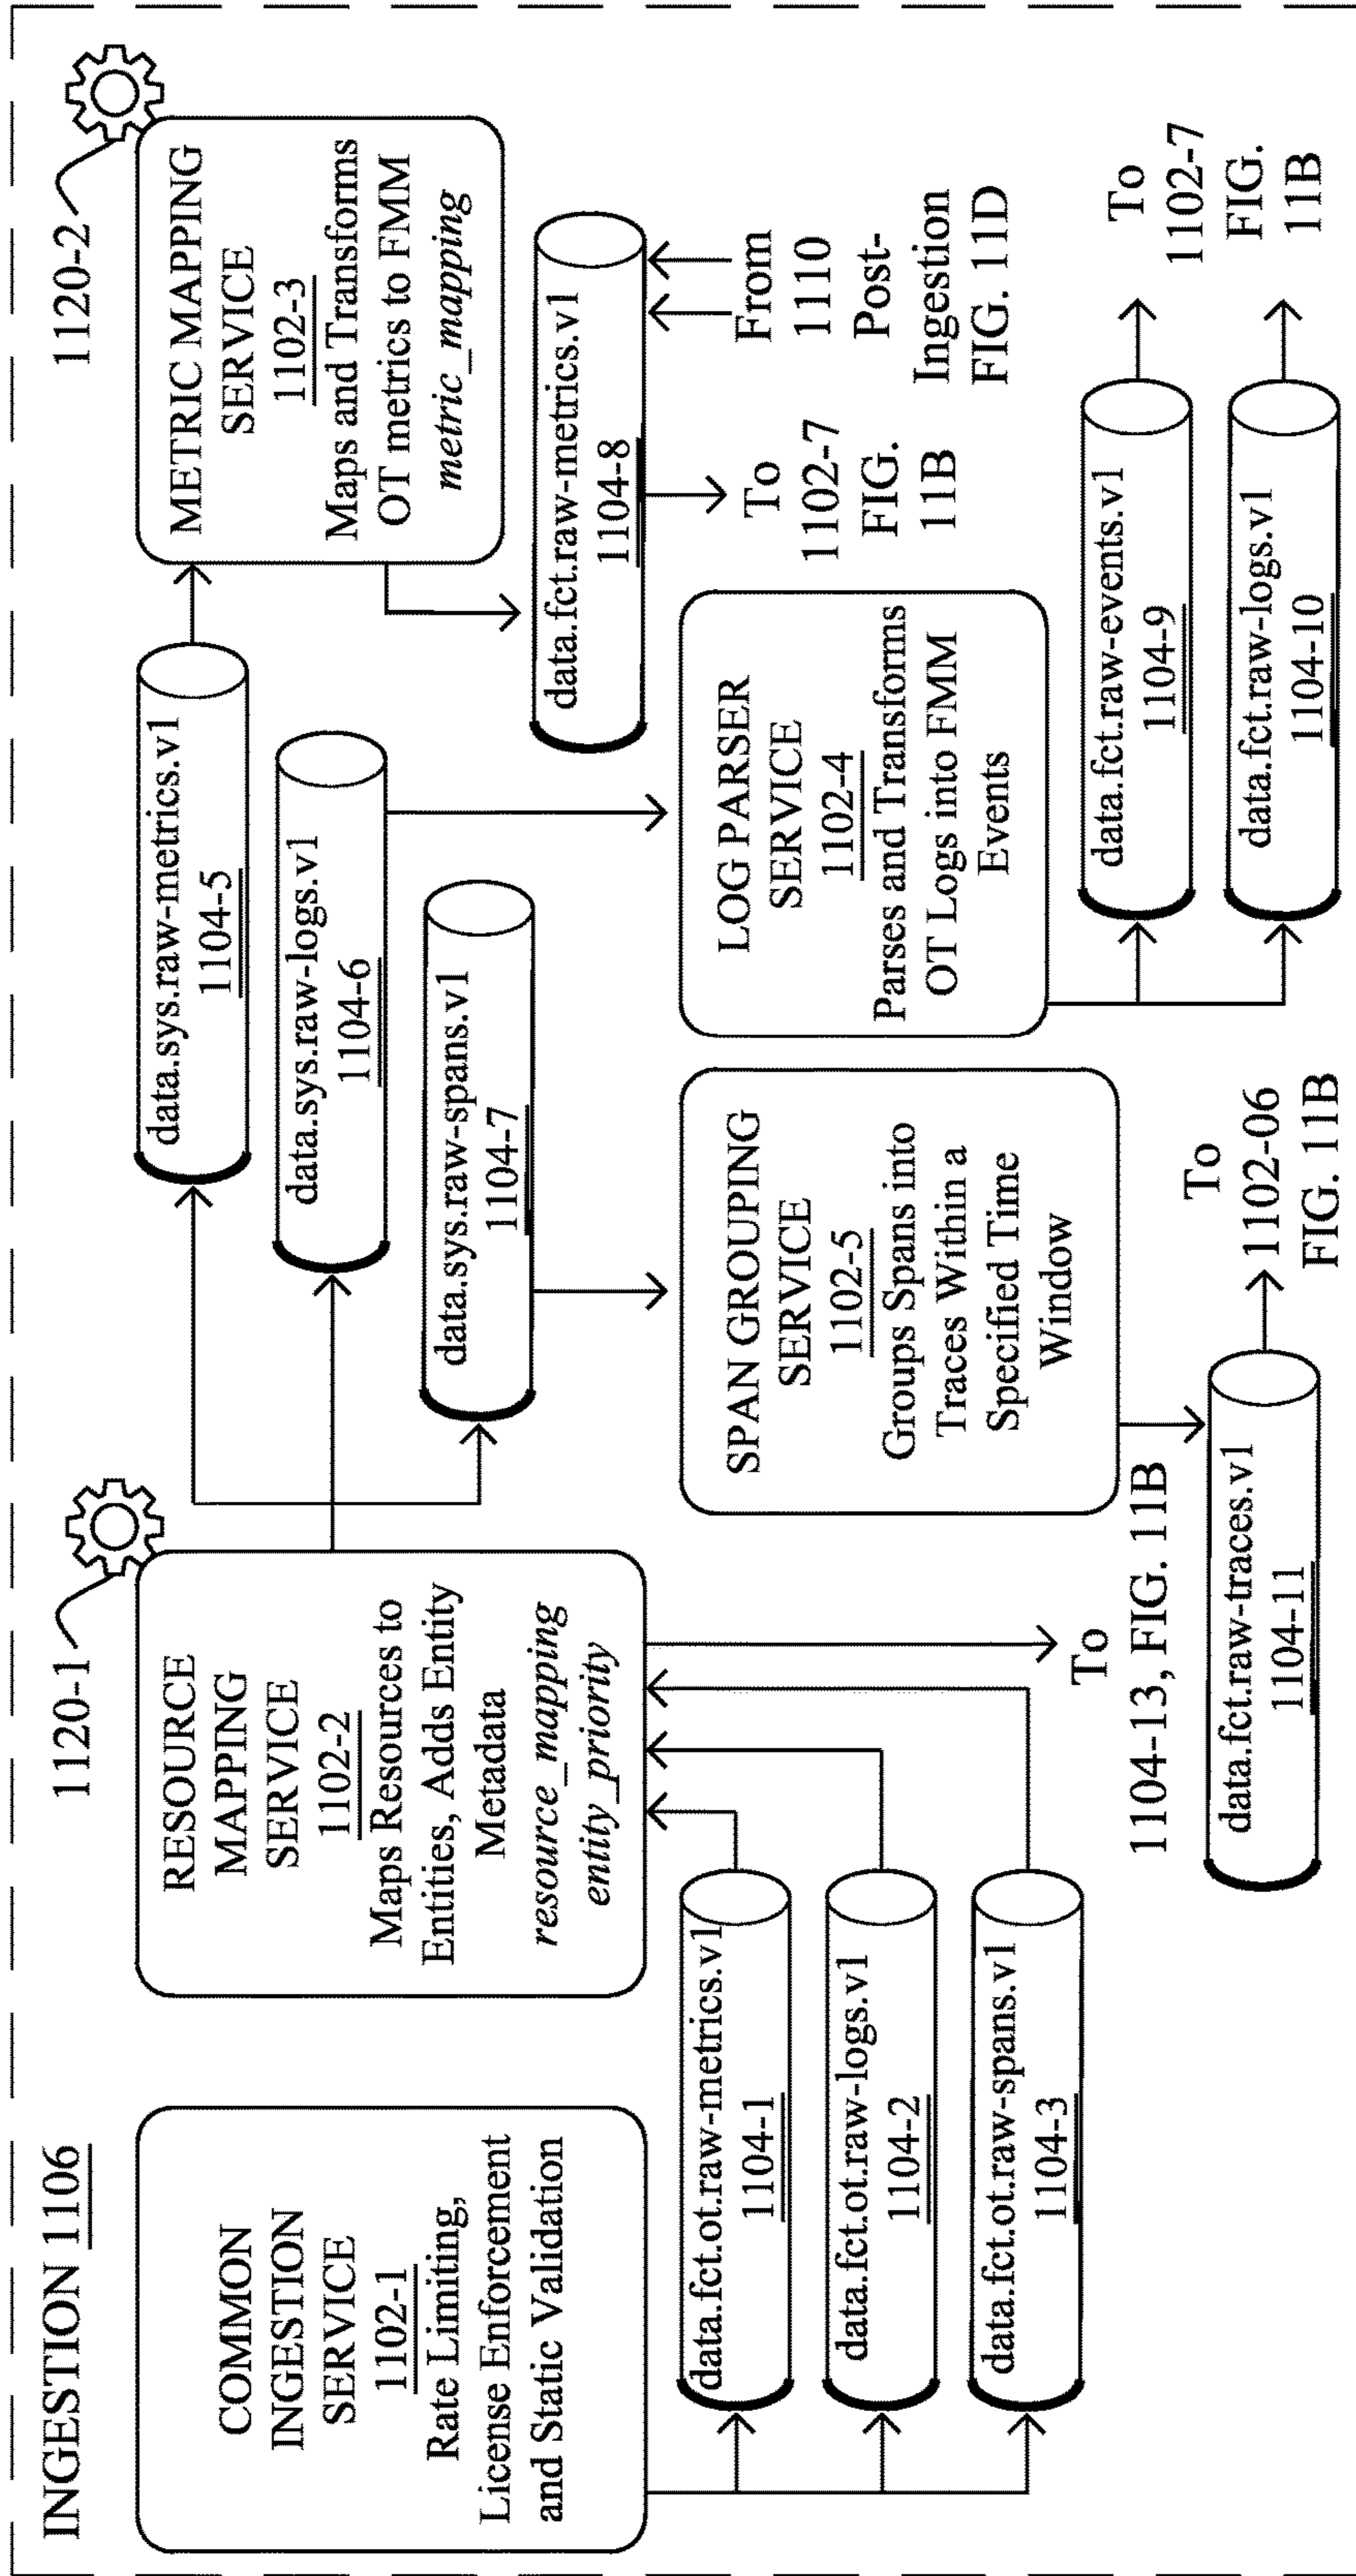 INGESTION 1106
COMMON
INGESTION
SERVICE
1102-1
Rate Limiting,
License Enforcement
and Static Validation
data.fct.ot.raw-metrics.v1
1104-1
data.fct.ot.raw-logs.v1
1104-2
data.fct.ot.raw-spans.v1
1104-3
1120-1
RESOURCE
MAPPING
SERVICE
1102-2
Maps Resources to
Entities, Adds Entity
Metadata
resource_mapping
entity_priority
To
1104-13, FIG. 11B
data.sys.raw-metrics.v1
1104-5
data.sys.raw-logs.v1
1104-6
data.sys.raw-spans.v1
1104-7
SPAN GROUPING
SERVICE
1102-5
Groups Spans into
Traces Within a
Specified Time
Window
data.fct.raw-traces.v1
1104-11
To
1102-06
FIG. 11B
1120-2
METRIC MAPPING
SERVICE
1102-3
Maps and Transforms
OT metrics to FMM
metric_mapping
data.fct.raw-metrics.v1
1104-8
To
1102-7
FIG.
11B
From
1110
Post-
Ingestion
FIG. 11D
LOG PARSER
SERVICE
1102-4
Parses and Transforms
OT Logs into FMM
Events
data.fct.raw-events.v1
1104-9
data.fct.raw-logs.v1
1104-10
To
1102-7
FIG.
11B